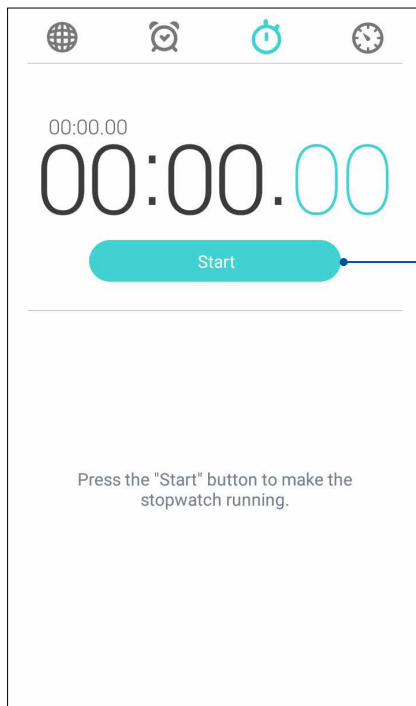 00:00.00
00:00.00
Start
Press the "Start" button to make the
stopwatch running.